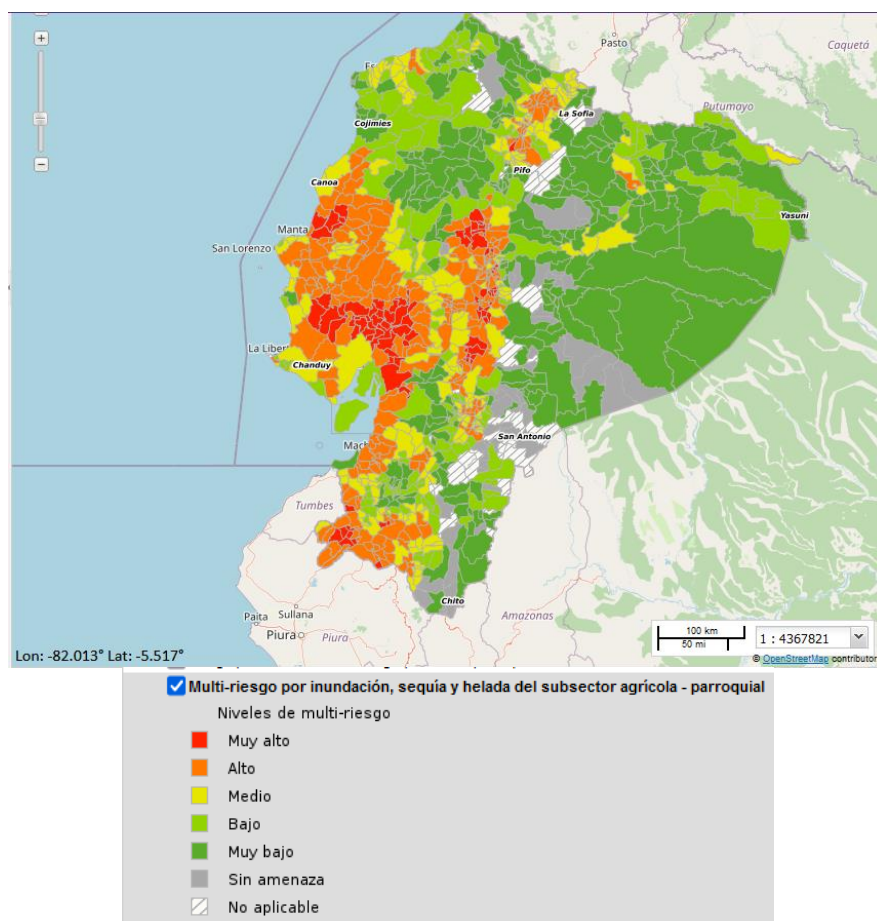 Pasto
Caquetá
Putumayo
La Sofia
Cojimies
Pifo
Canoa
Yasuni
Manta
San Lorenzo
La Libert
Chanduy
San Antonio
Mach
Tumbes
Chito
Paita
Sullana
Piura
Piura
Amazonas
100 km
50 mi
1 : 4367821
Lon: -82.013° Lat: -5.517°
© OpenStreetMap contributor
Multi-riesgo por inundación, sequía y helada del subsector agrícola - parroquial
Niveles de multi-riesgo
Muy alto
Alto
Medio
Bajo
Muy bajo
Sin amenaza
No aplicable